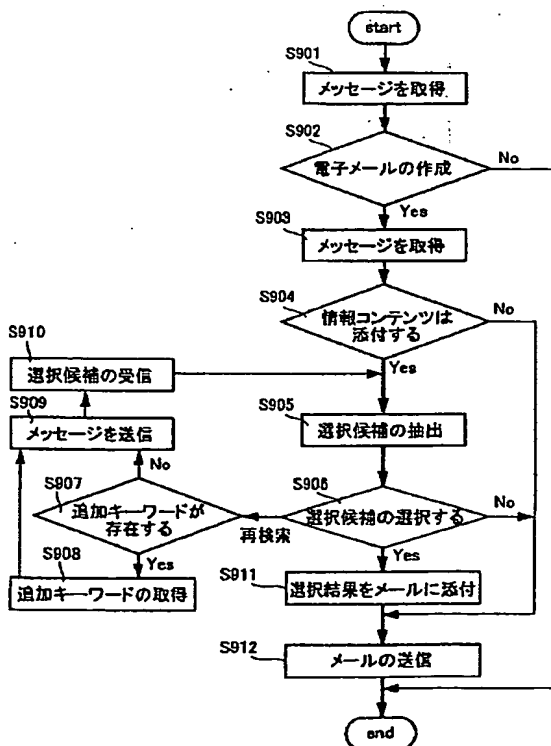 start
S901
メッセージを取得
S902
電子メールの作成
No
Yes
S903
メッセージを取得
S904
情報コンテンツは
添付する
No
Yes
S910
選択候補の受信
S909
メッセージを送信
S905
選択候補の抽出
No
S907
追加キーワードが
存在する
再検索
S906
選択候補の選択する
No
Yes
Yes
S908
追加キーワードの取得
S911
選択結果をメールに添付
S912
メールの送信
end